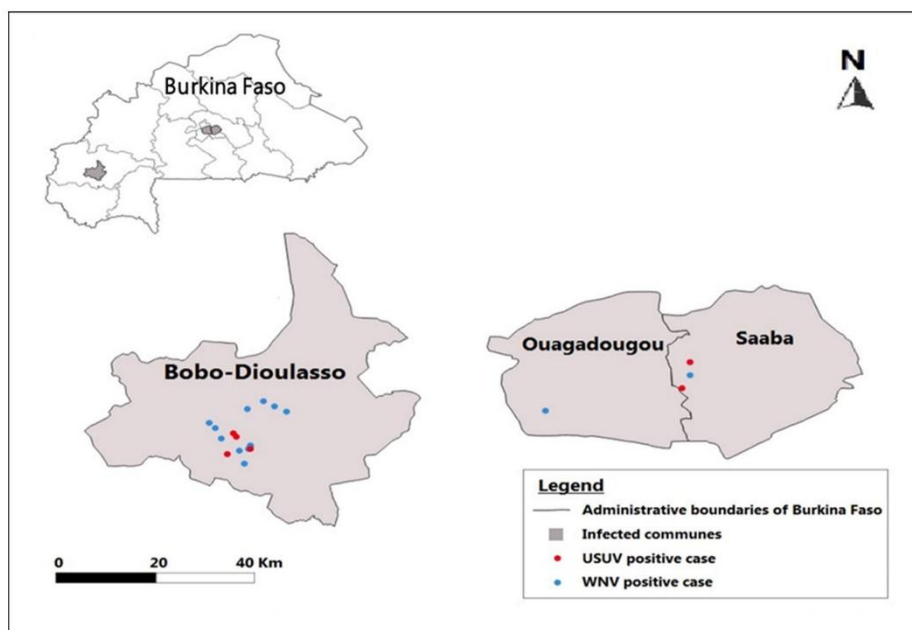 Burkina Faso
N
Bobo-Dioulasso
Ouagadougou
Saaba
0 20 40 Km
Legend
Administrative boundaries of Burkina Faso
Infected communes
USUV positive case
WNV positive case